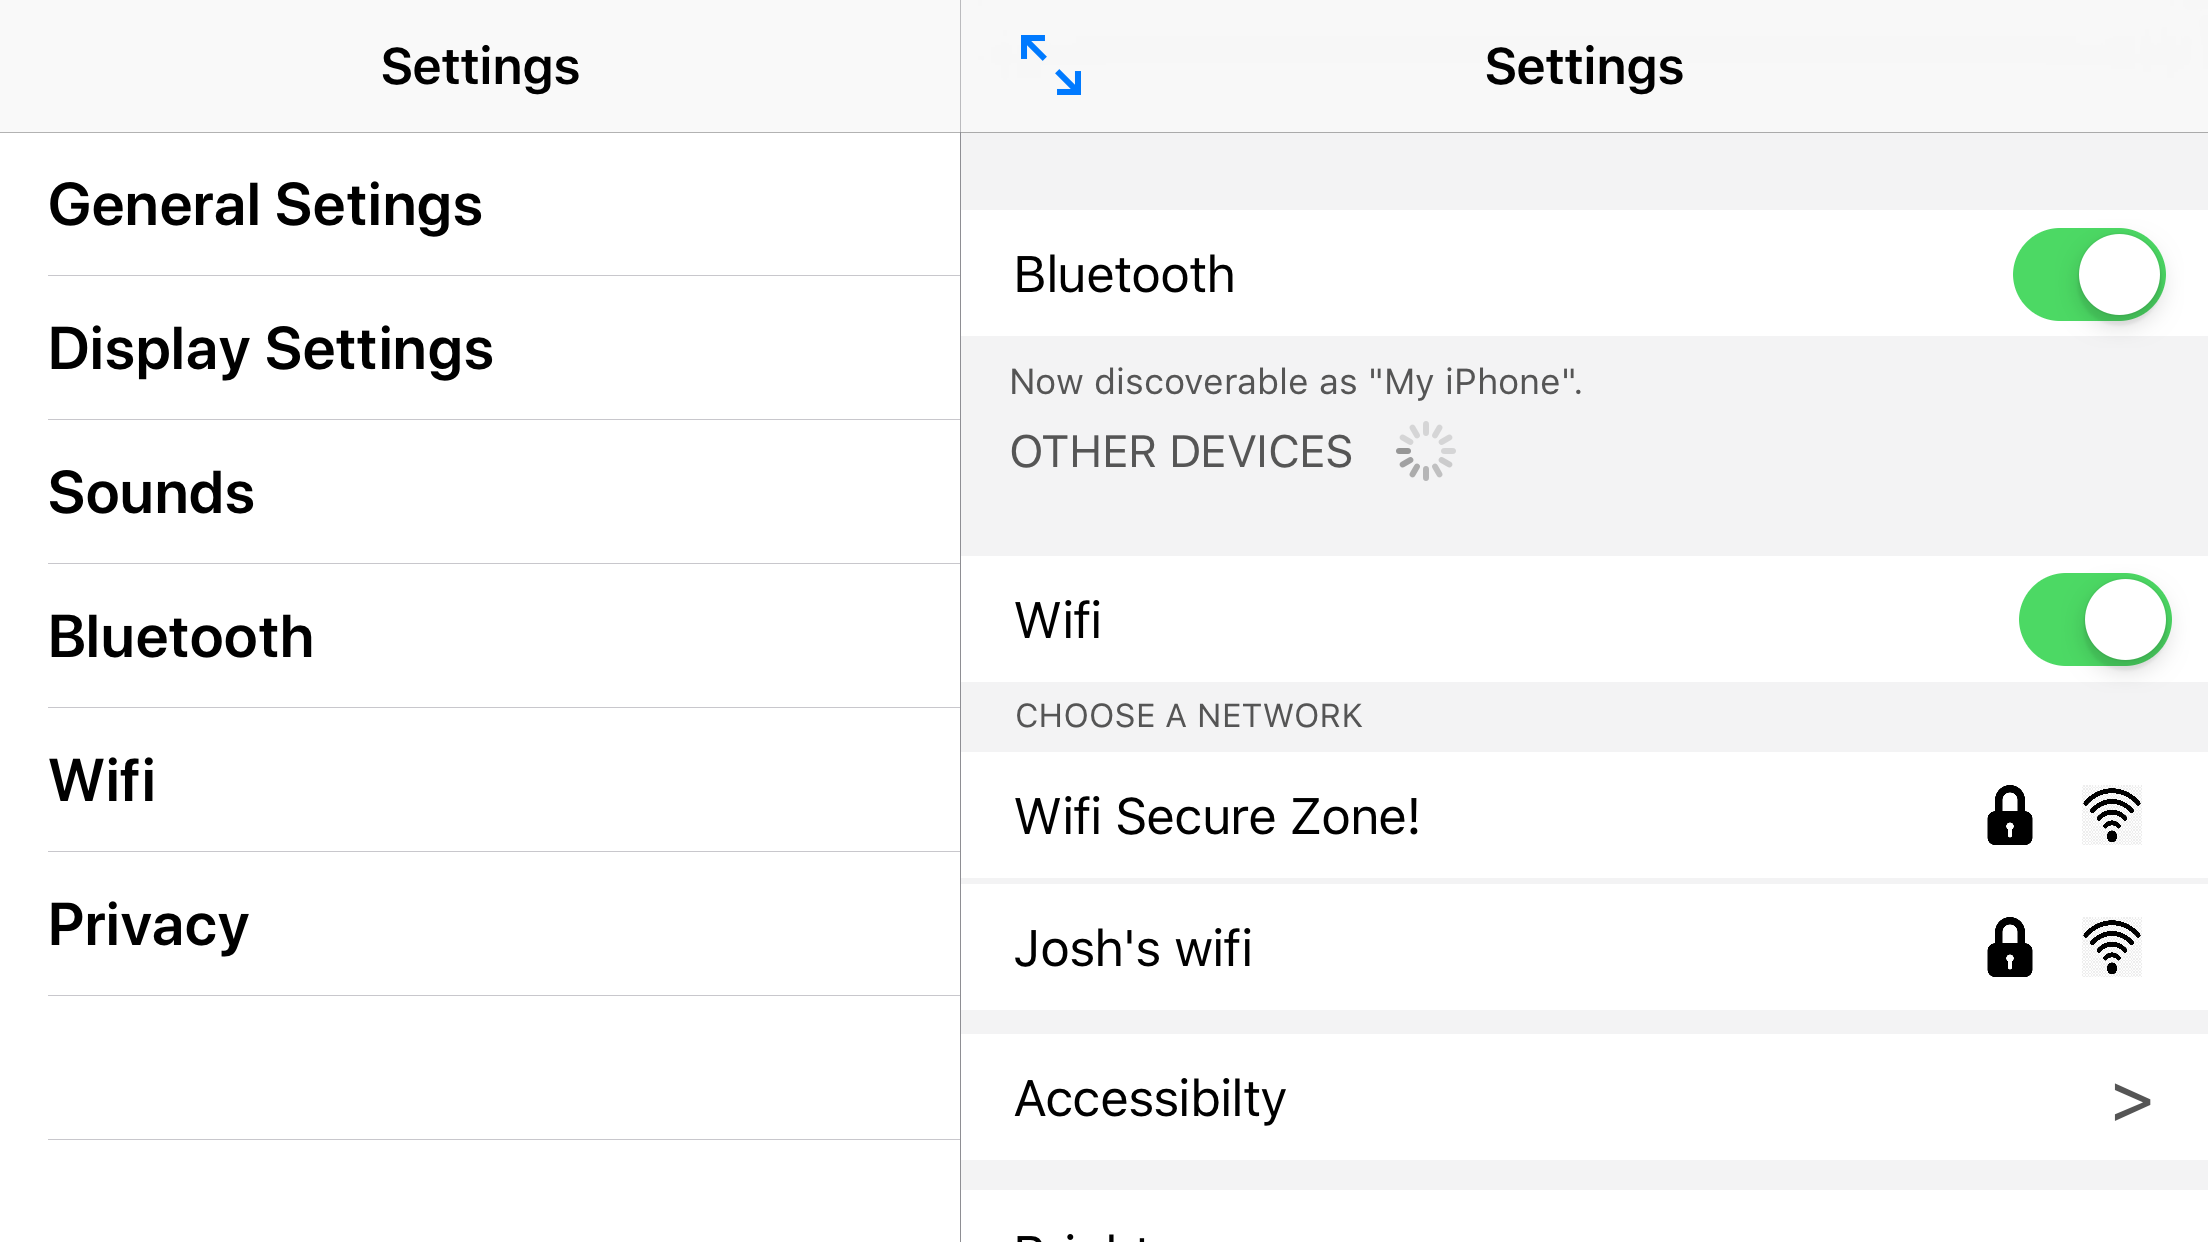 Settings
General Setings
Display Settings
Sounds
Bluetooth
Wifi
Privacy
Settings
Bluetooth
Now discoverable as "My iPhone".
OTHER DEVICES
Wifi
CHOOSE A NETWORK
Wifi Secure Zone!
Josh's wifi
Accessibilty
>